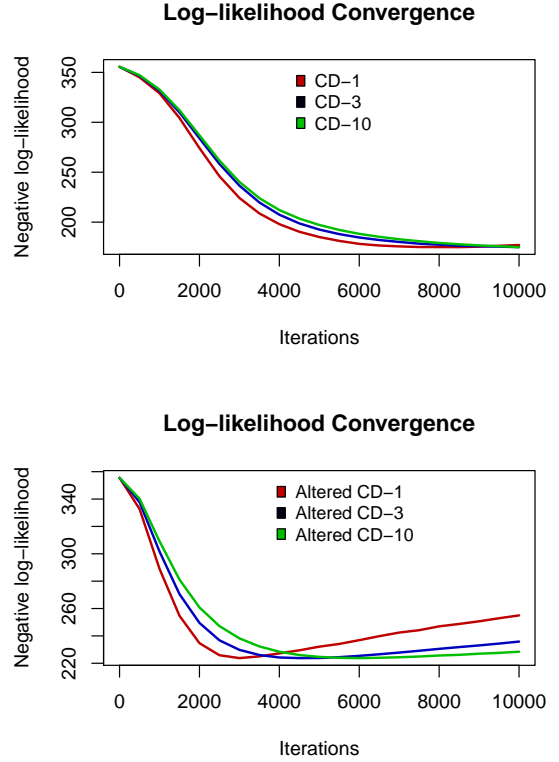 Log−likelihood Convergence
Negative log−likelihood
350
300
250
200
CD−1
CD−3
CD−10
0 2000 4000 6000 8000 10000
Iterations
Log−likelihood Convergence
Negative log−likelihood
340
300
260
220
Altered CD−1
Altered CD−3
Altered CD−10
0 2000 4000 6000 8000 10000
Iterations